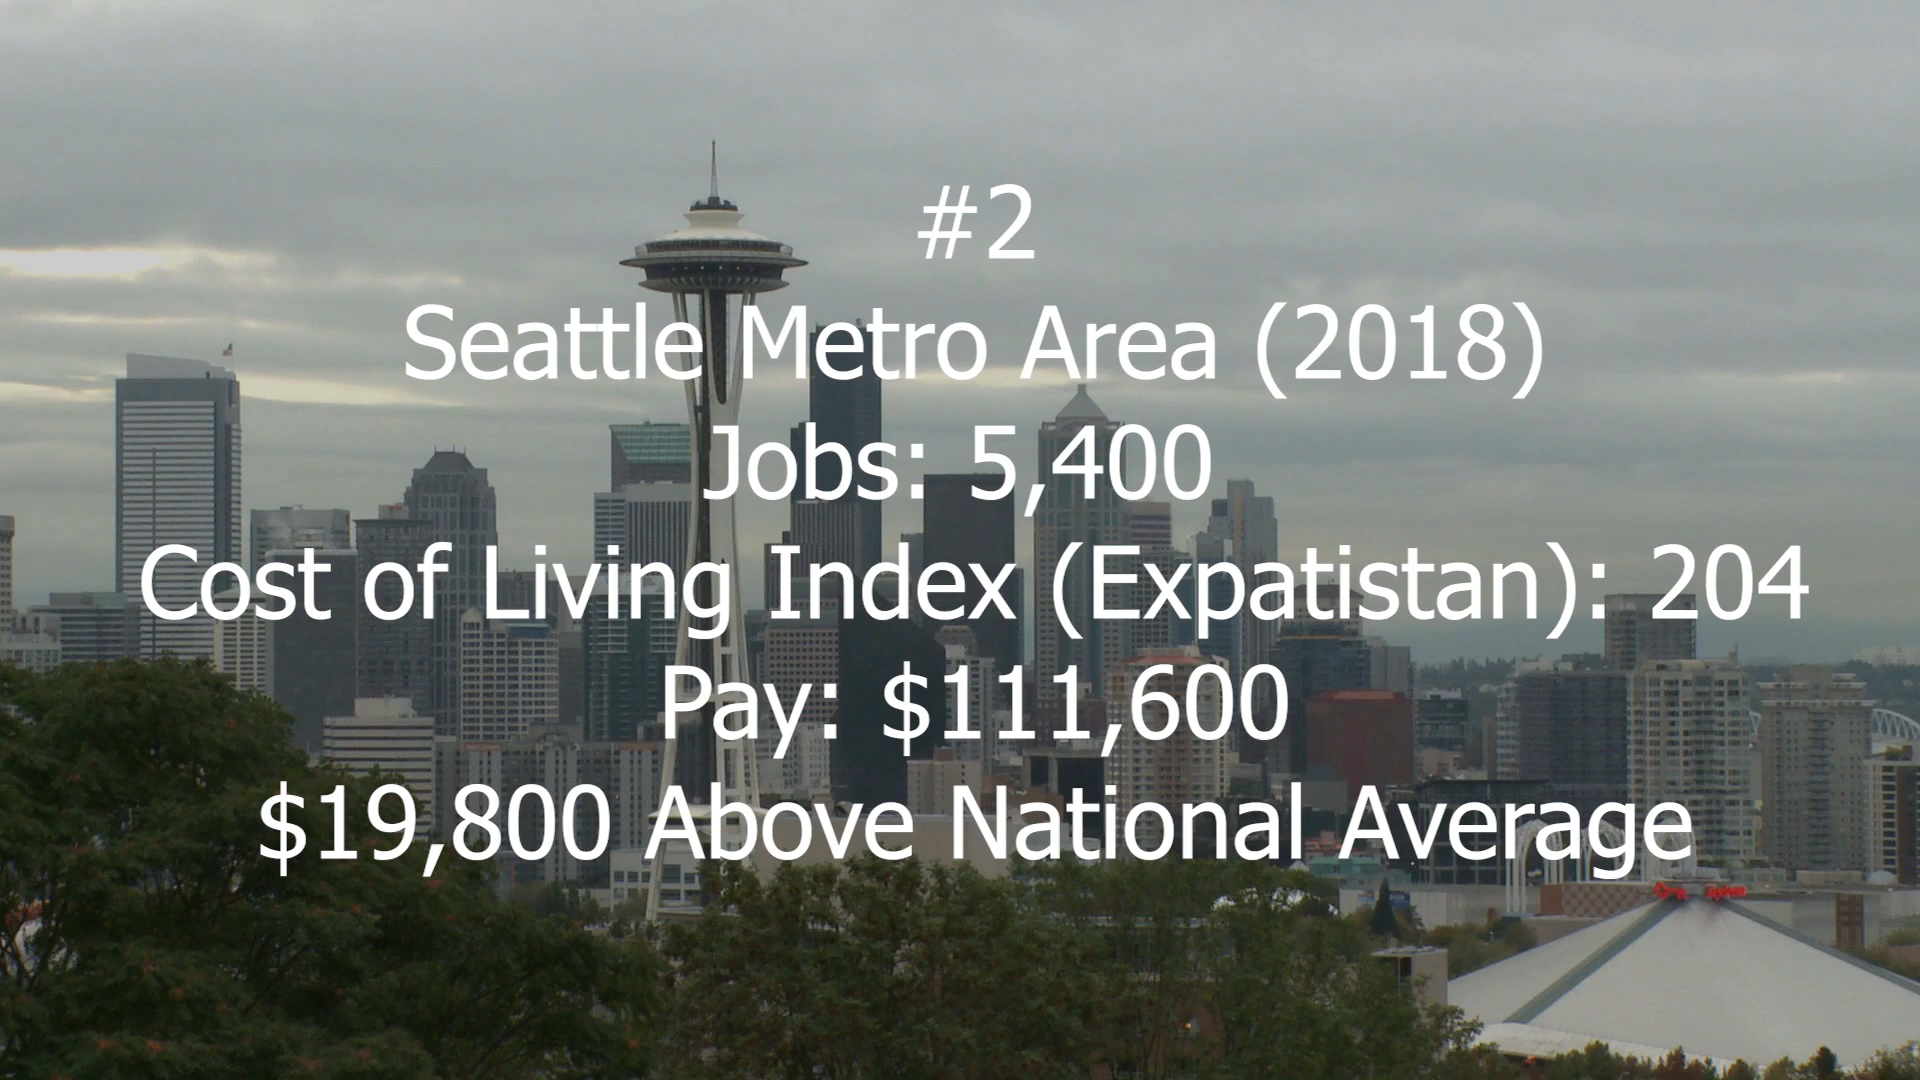 #2
Seattle Metro Area (2018)
Jobs: 5,400
Cost of Living Index (Expatistan): 204
Pay: $111,600
$19,800 Above National Average